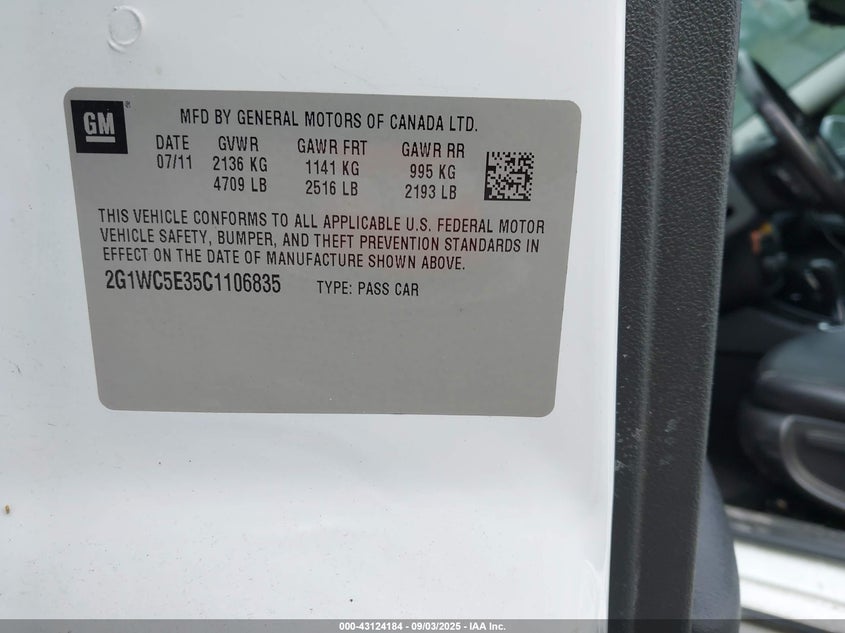 GM
MFD BY GENERAL MOTORS OF CANADA LTD.
DATE GVWR GAWR FRT GAWR RR
07/11 2136 KG 1141 KG 995 KG
4709 LB 2516 LB 2193 LB
THIS VEHICLE CONFORMS TO ALL APPLICABLE U.S. FEDERAL MOTOR
VEHICLE SAFETY, BUMPER, AND THEFT PREVENTION STANDARDS IN
EFFECT ON THE DATE OF MANUFACTURE SHOWN ABOVE.
2G1WC5E35C1106835 TYPE: PASS CAR
000-43124184 - 09/03/2025 - IAA Inc.